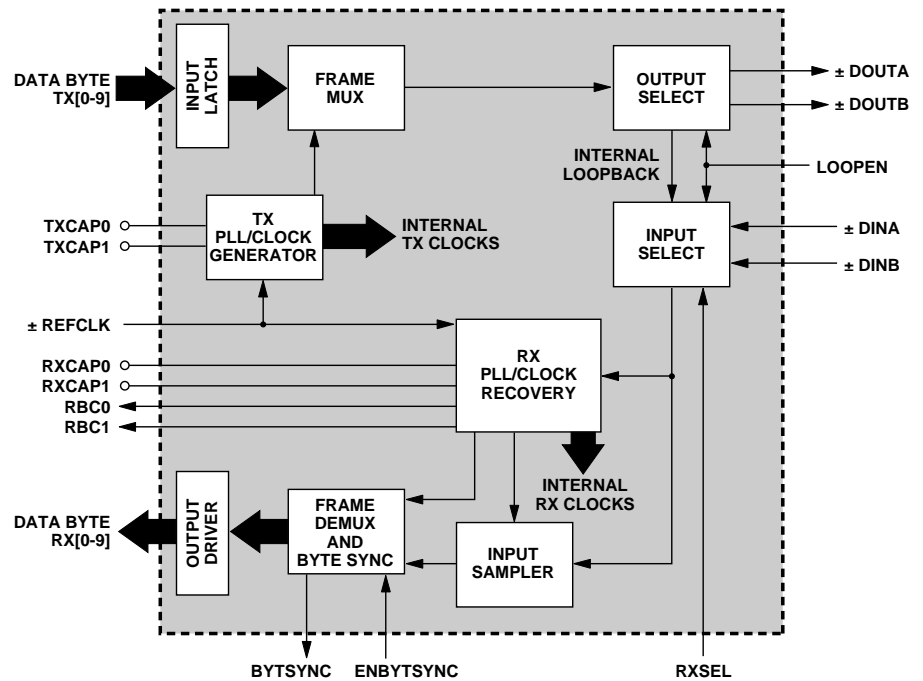 DATA BYTE
TX[0-9]
INPUT
LATCH
FRAME
MUX
OUTPUT
SELECT
± DOUTA
± DOUTB
INTERNAL
LOOPBACK
LOOPEN
TXCAP0
TXCAP1
TX
PLL/CLOCK
GENERATOR
INTERNAL
TX CLOCKS
INPUT
SELECT
± DINA
± DINB
± REFCLK
RXCAP0
RXCAP1
RBC0
RBC1
RX
PLL/CLOCK
RECOVERY
INTERNAL
RX CLOCKS
DATA BYTE
RX[0-9]
OUTPUT
DRIVER
FRAME
DEMUX
AND
BYTE SYNC
INPUT
SAMPLER
BYTSYNC
ENBYTSYNC
RXSEL